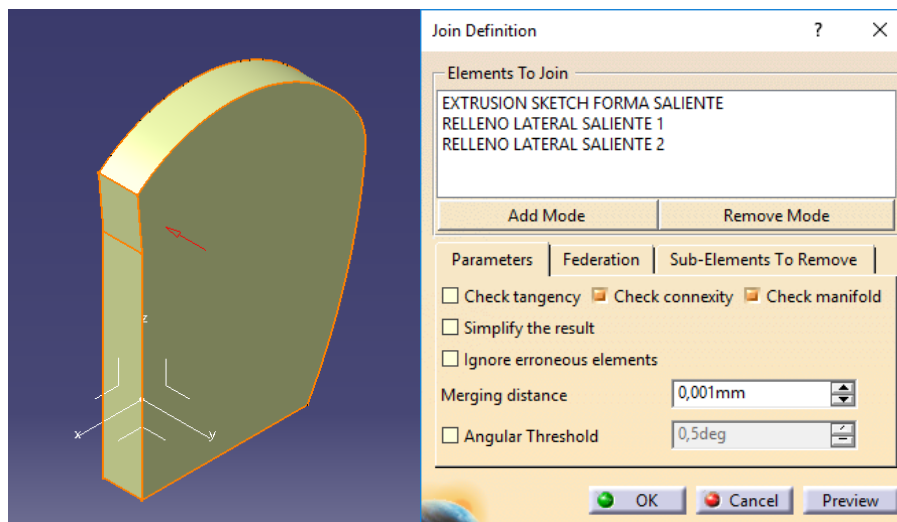 z
x
y
Join Definition ? ×
Elements To Join
EXTRUSION SKETCH FORMA SALIENTE
RELLENO LATERAL SALIENTE 1
RELLENO LATERAL SALIENTE 2
Add Mode Remove Mode
Parameters Federation Sub-Elements To Remove
Check tangency Check connexity Check manifold
Simplify the result
Ignore erroneous elements
Merging distance 0,001mm
Angular Threshold 0,5deg
OK Cancel Preview